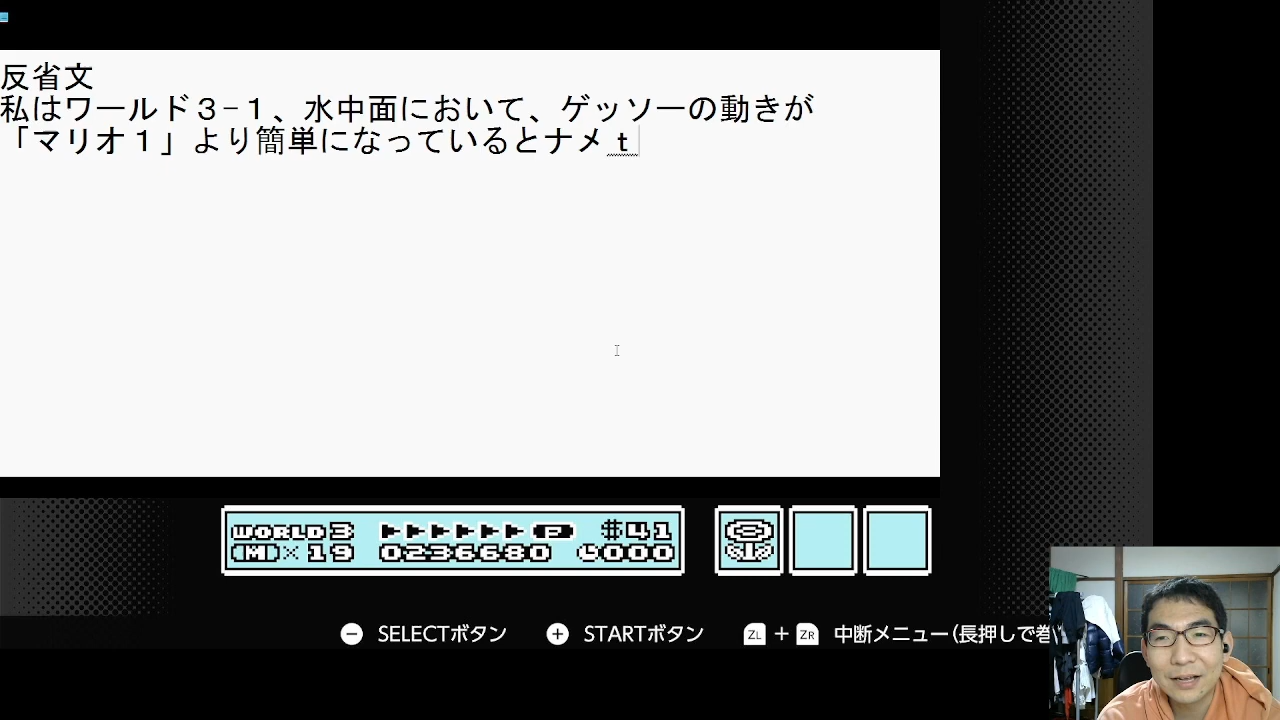 反省文
私はワールド３−１、水中面において、ゲッソーの動きが
「マリオ１」より簡単になっているとナメｔ
WORLD 3 P $41
(M)×19 0236680 000
SELECTボタン STARTボタン ZL + ZR 中断メニュー（長押しで巻